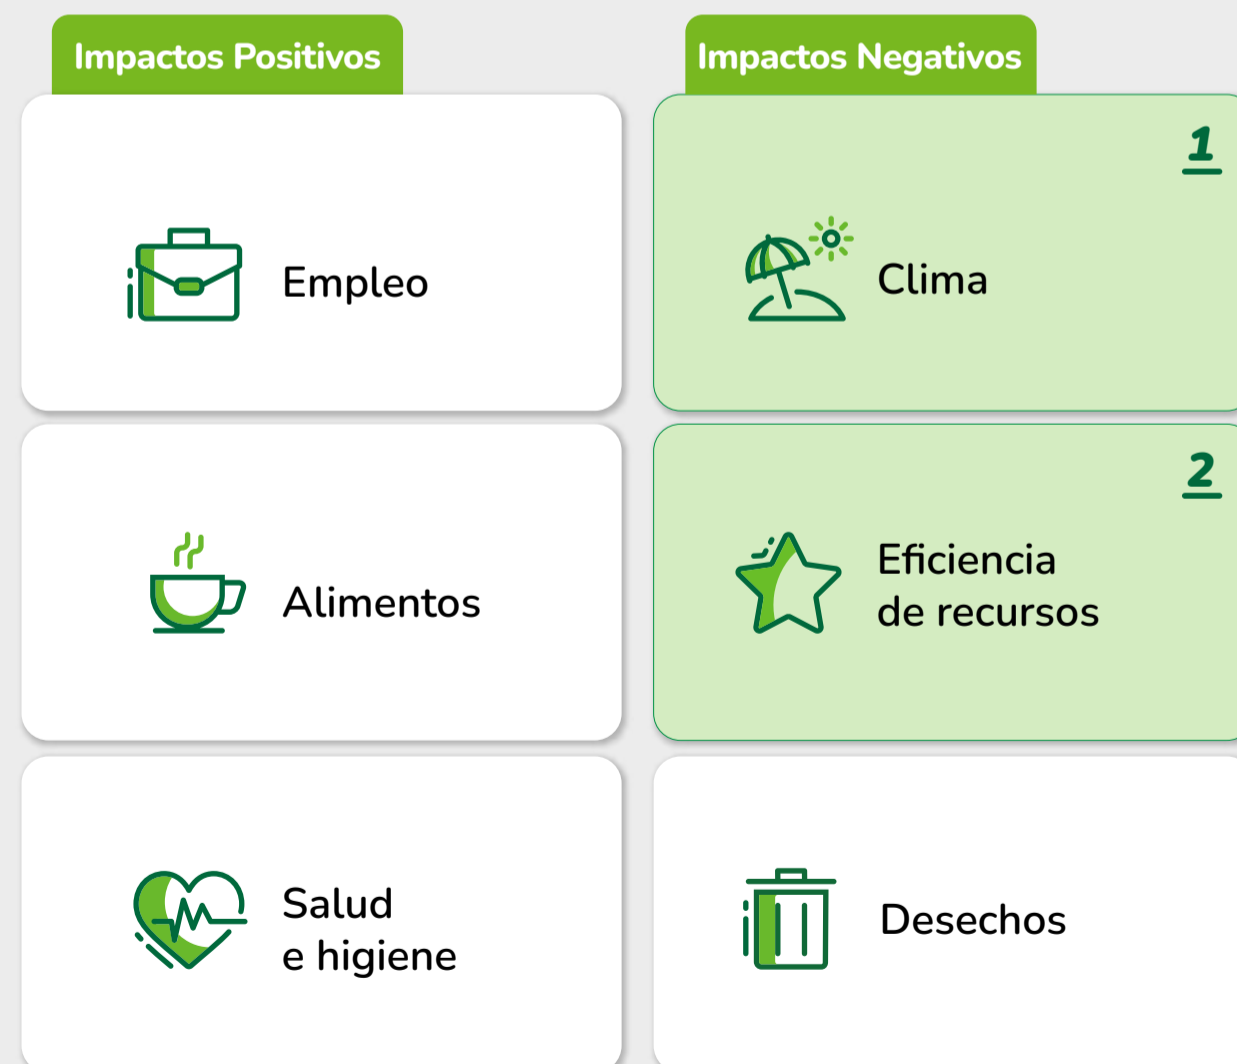 Impactos Positivos
Impactos Negativos
Empleo
1
Clima
Alimentos
2
Eficiencia
de recursos
Salud
e higiene
Desechos